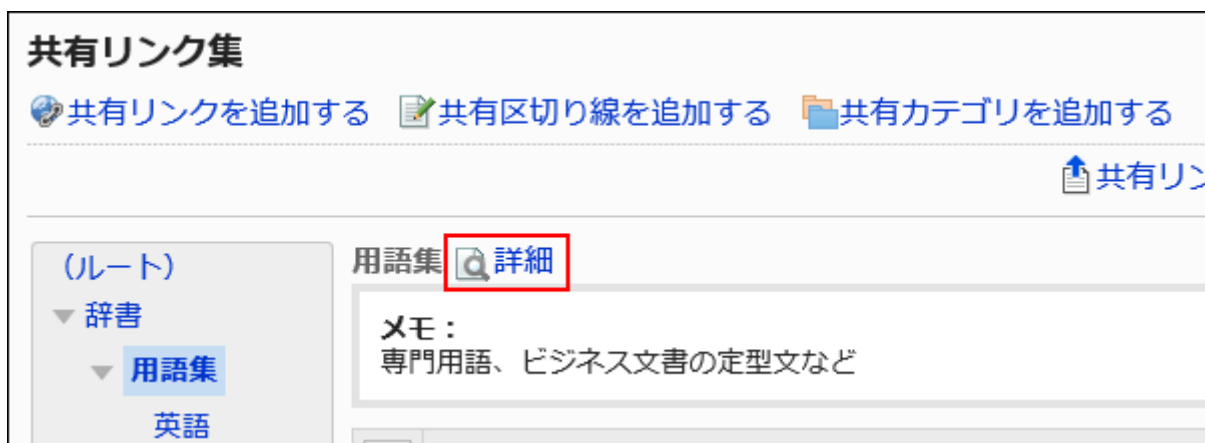 共有リンク集
共有リンクを追加する 共有区切り線を追加する 共有カテゴリを追加する
共有リン
(ルート)
辞書
用語集
英語
用語集 詳細
メモ：
専門用語、ビジネス文書の定型文など